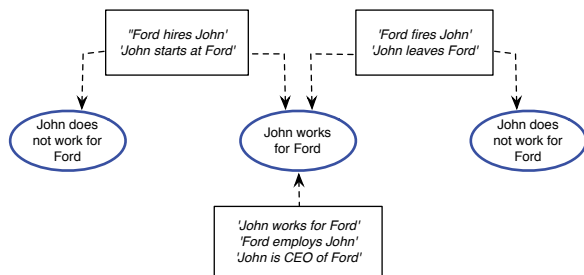 "Ford hires John'
'John starts at Ford'
'Ford fires John'
'John leaves Ford'
John does
not work for
Ford
John works
for Ford
John does
not work for
Ford
'John works for Ford'
'Ford employs John'
'John is CEO of Ford'